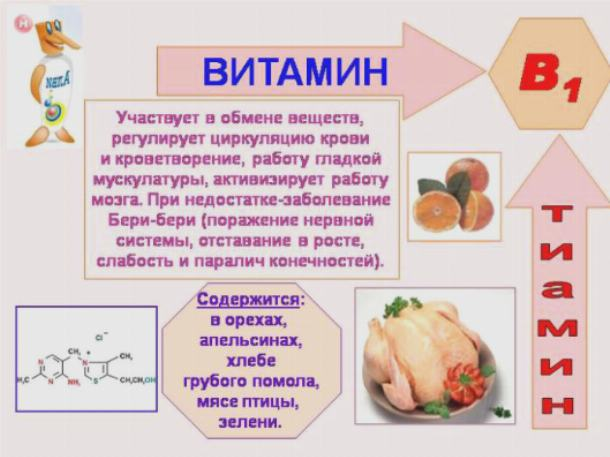 Н
ВИТАМИН
В1
Участвует в обмене веществ,
регулирует циркуляцию крови
и кроветворение, работу гладкой
мускулатуры, активизирует работу
мозга. При недостатке-заболевание
Бери-бери (поражение нервной
системы, отставание в росте,
слабость и паралич конечностей).
Тиамин
Содержится:
в орехах,
апельсинах,
хлебе
грубого помола,
мясе птицы,
зелени.
Cl−
CH2
+
CH3
N
N
N
H3C
NH2
S
CH2CH2OH